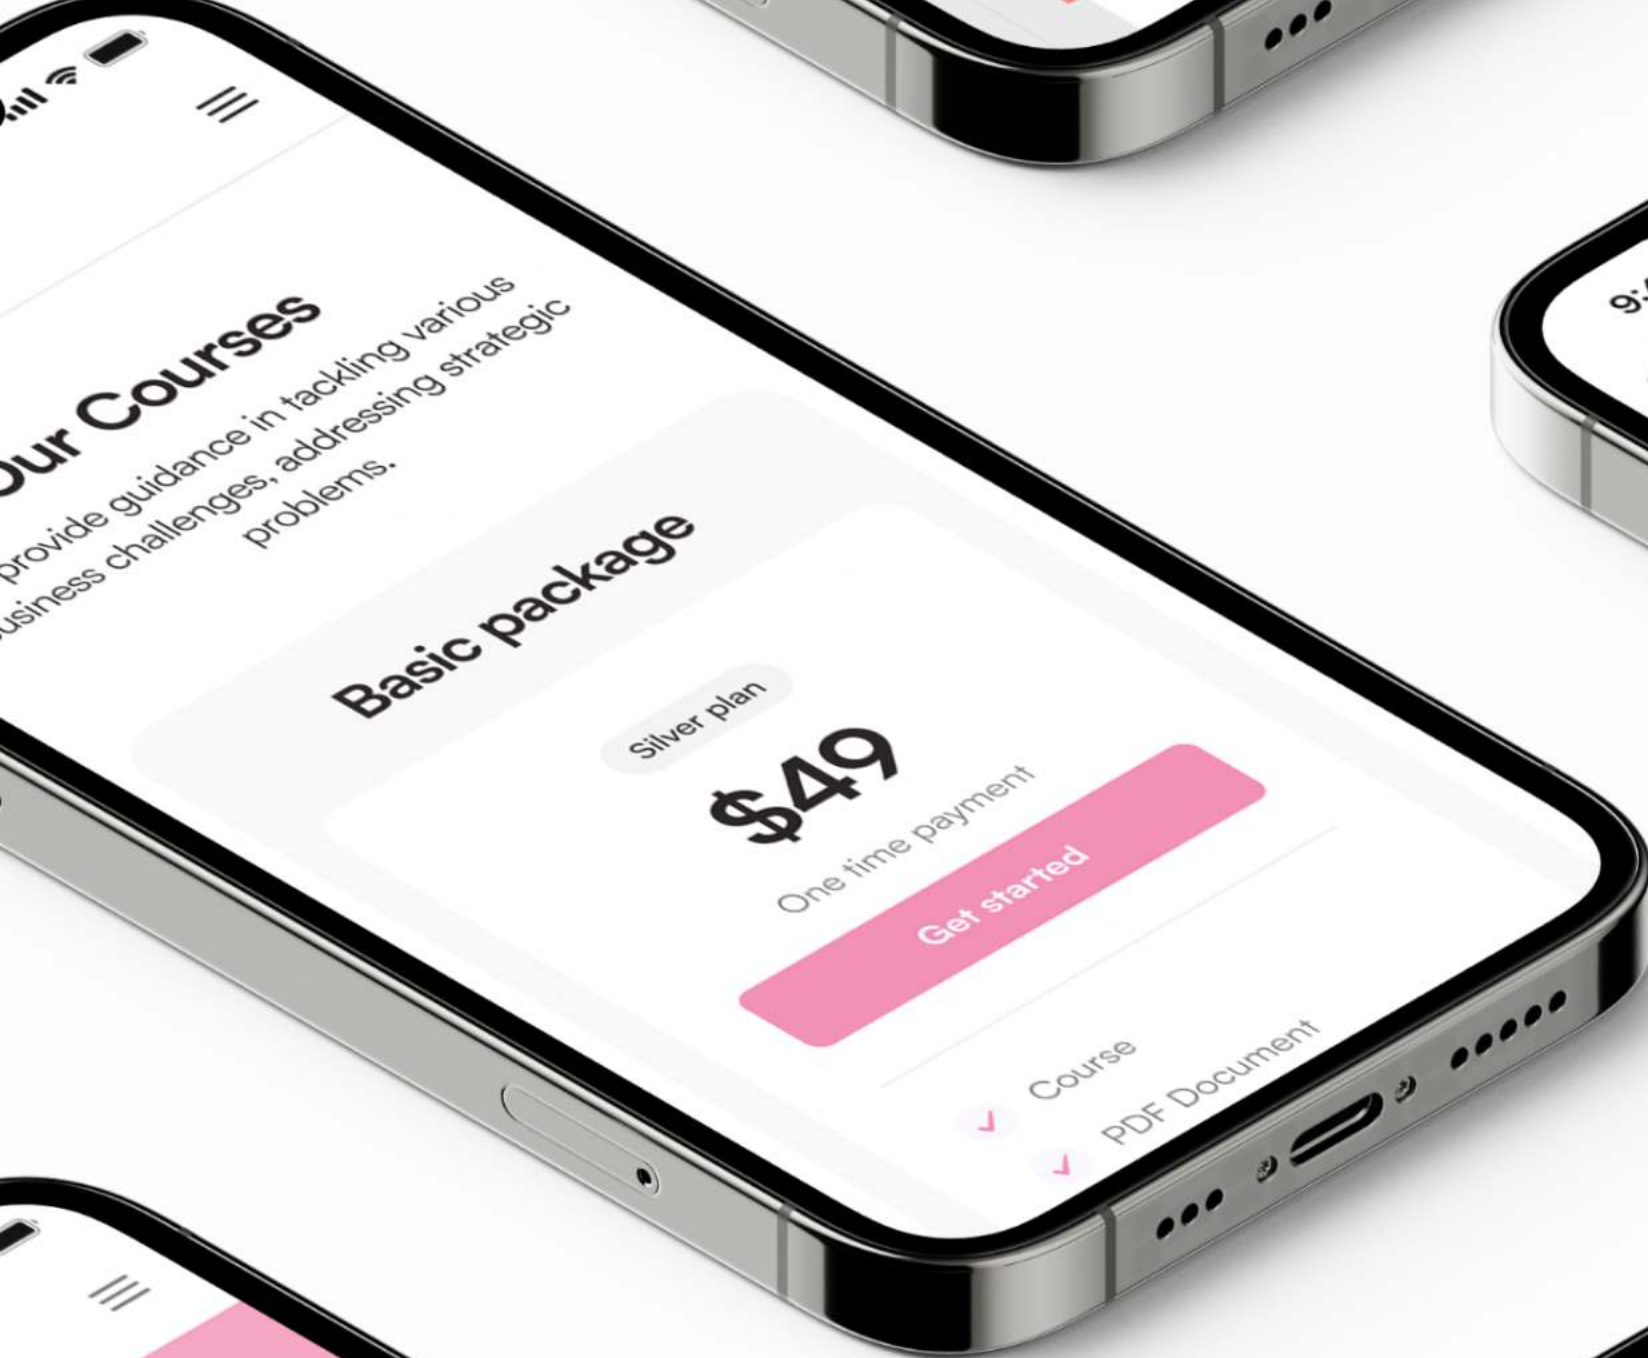 Our Courses
provide guidance in tackling various
business challenges, addressing strategic
problems.
Basic package
Silver plan
$49
One time payment
Get started
Course
PDF Document